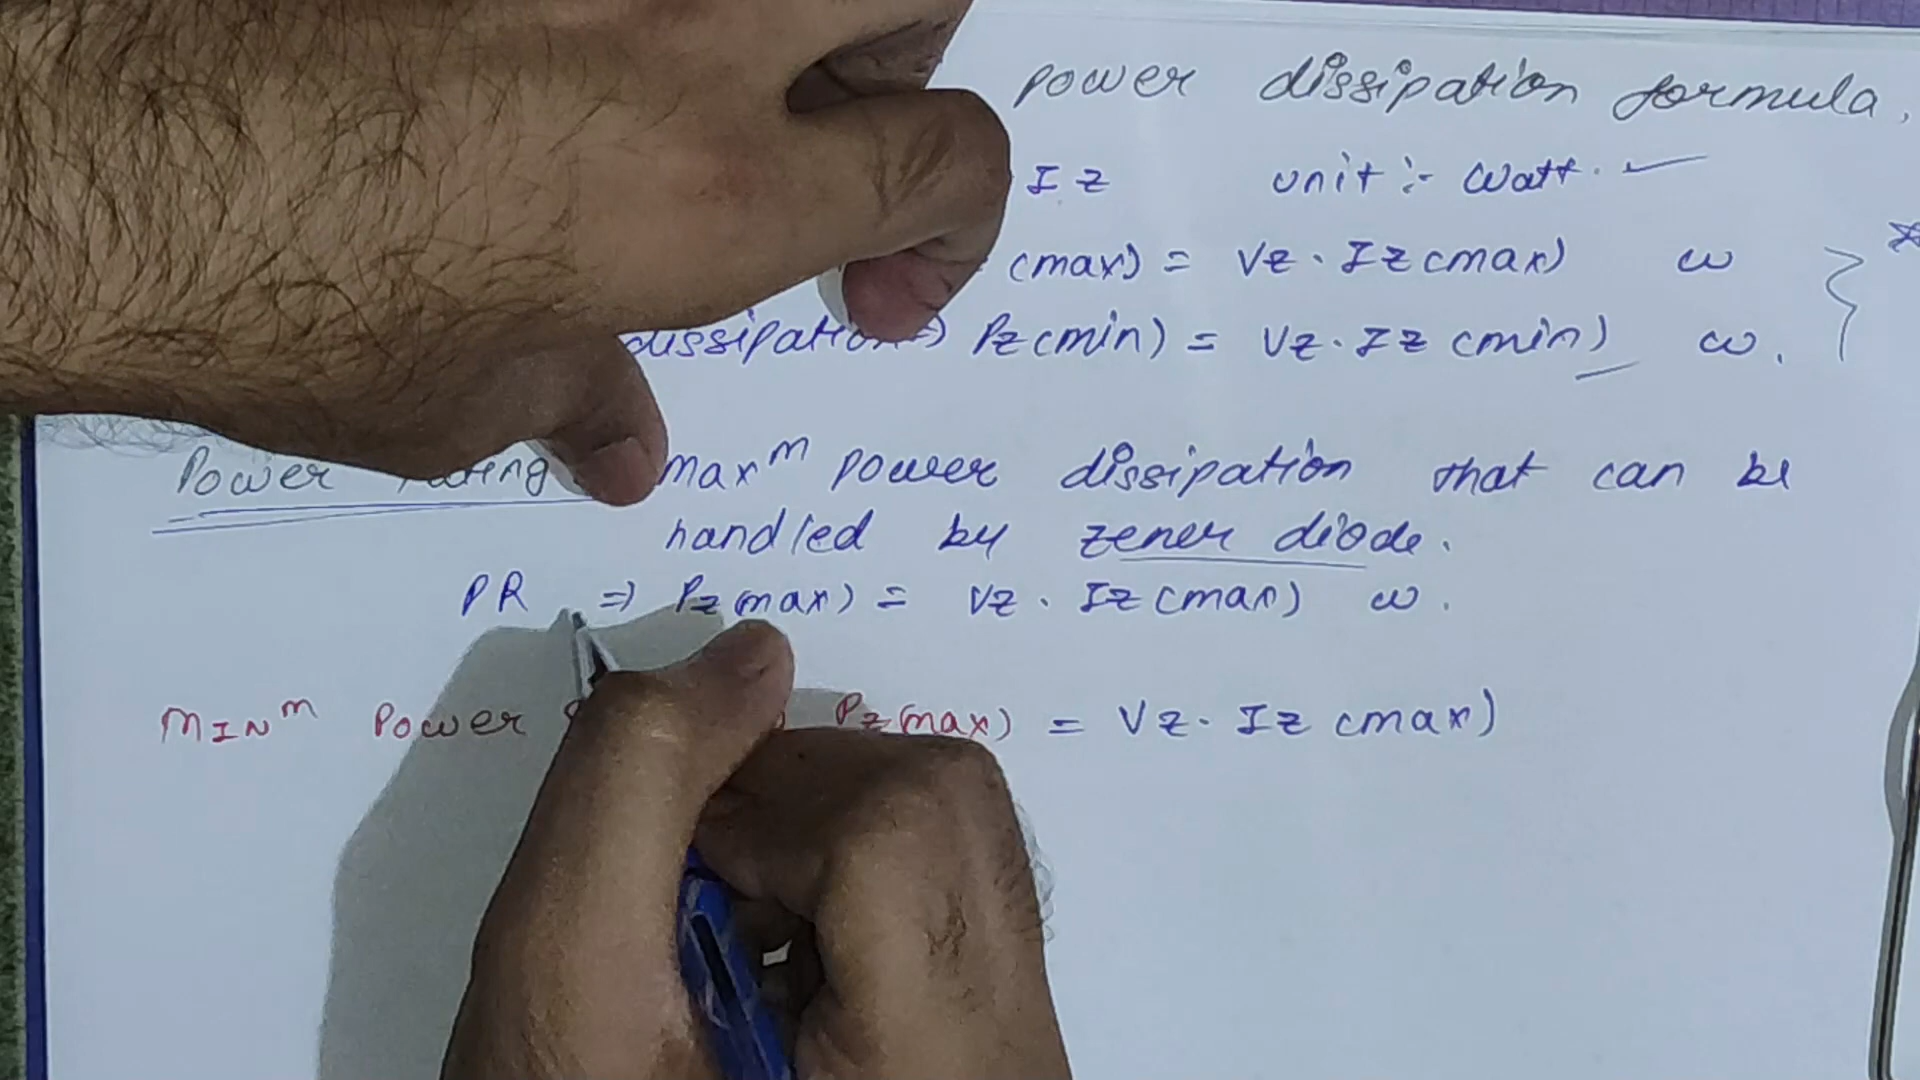 power dissipation formula,
Iz unit :- watt.
(max) = Vz · Iz (max) w
dissipation => Pz (min) = Vz · Iz (min) w.
Power rating maxᵐ power dissipation that can be
handled by zener diode.
PR => Pz (max) = Vz · Iz (max) w.
MINᵐ Power Pz (max) = Vz · Iz (max)